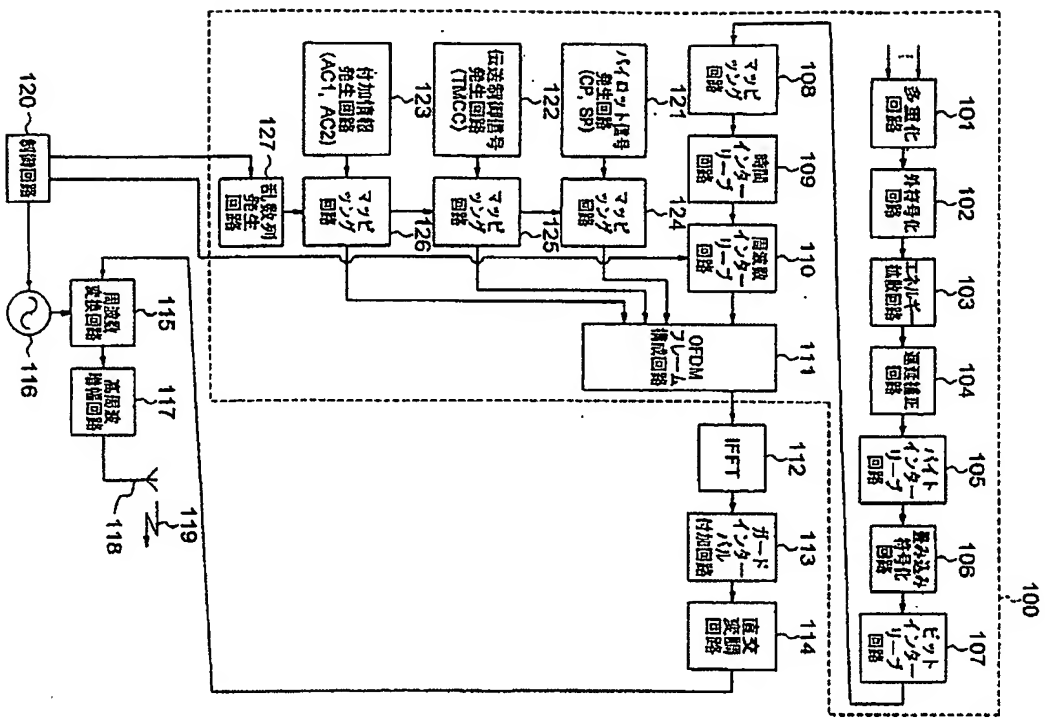 100
101
多重化
回路
102
外符号化
回路
103
エネルギー
拡散回路
104
遅延補正
回路
105
バイト
インター
リーブ
回路
106
畳み込み
符号化
回路
107
ビット
インター
リーブ
回路
108
マッピ
ッング
回路
109
時間
インター
リーブ
回路
110
周波数
インター
リーブ
回路
111
OFDM
フレーム
構成回路
112
IFFT
113
ガード
インター
バル
付加回路
114
直交
変調
回路
121
パイロット信号
発生回路
(CP, SP)
124
マッピ
ッング
回路
122
伝送制御信号
発生回路
(TMCC)
125
マッピ
ッング
回路
123
付加情報
発生回路
(AC1, AC2)
126
マッピ
ッング
回路
127
乱数列
発生
回路
120
制御回路
115
周波数
変換回路
116
117
高周波
増幅回路
118
119